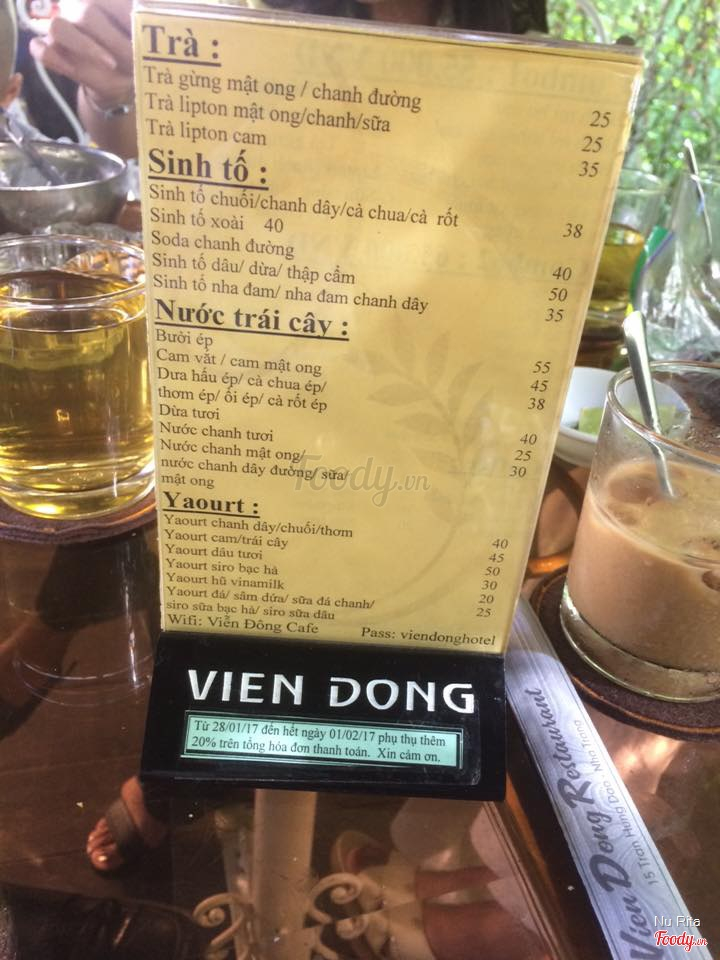 Trà :
Trà gừng mật ong / chanh đường 25
Trà lipton mật ong/chanh/sữa 25
Trà lipton cam 35
Sinh tố :
Sinh tố chuối/chanh dây/cà chua/cà rốt 38
Sinh tố xoài 40
Soda chanh đường 40
Sinh tố dâu/ dừa/ thập cẩm 50
Sinh tố nha đam/ nha đam chanh dây 35
Nước trái cây :
Bưởi ép 55
Cam vắt / cam mật ong 45
Dưa hấu ép/ cà chua ép/ 38
thơm ép/ ổi ép/ cà rốt ép
Dừa tươi 40
Nước chanh tươi 25
Nước chanh mật ong/ 30
nước chanh dây đường/ sữa/
mật ong
Yaourt :
Yaourt chanh dây/chuối/thơm 40
Yaourt cam/trái cây 45
Yaourt dâu tươi 50
Yaourt siro bạc hà 30
Yaourt hũ vinamilk 20
Yaourt đá/ sâm dứa/ sữa đá chanh/ 25
siro sữa bạc hà/ siro sữa dâu
Wifi: Viễn Đông Cafe Pass: viendonghotel
VIEN DONG
Từ 28/01/17 đến hết ngày 01/02/17 phụ thu thêm
20% trên tổng hóa đơn thanh toán. Xin cảm ơn.
Vien Dong Restaurant
15 Tran Hung Dao - Nha Trang
Foody.vn
Nu Rita
Foody.vn